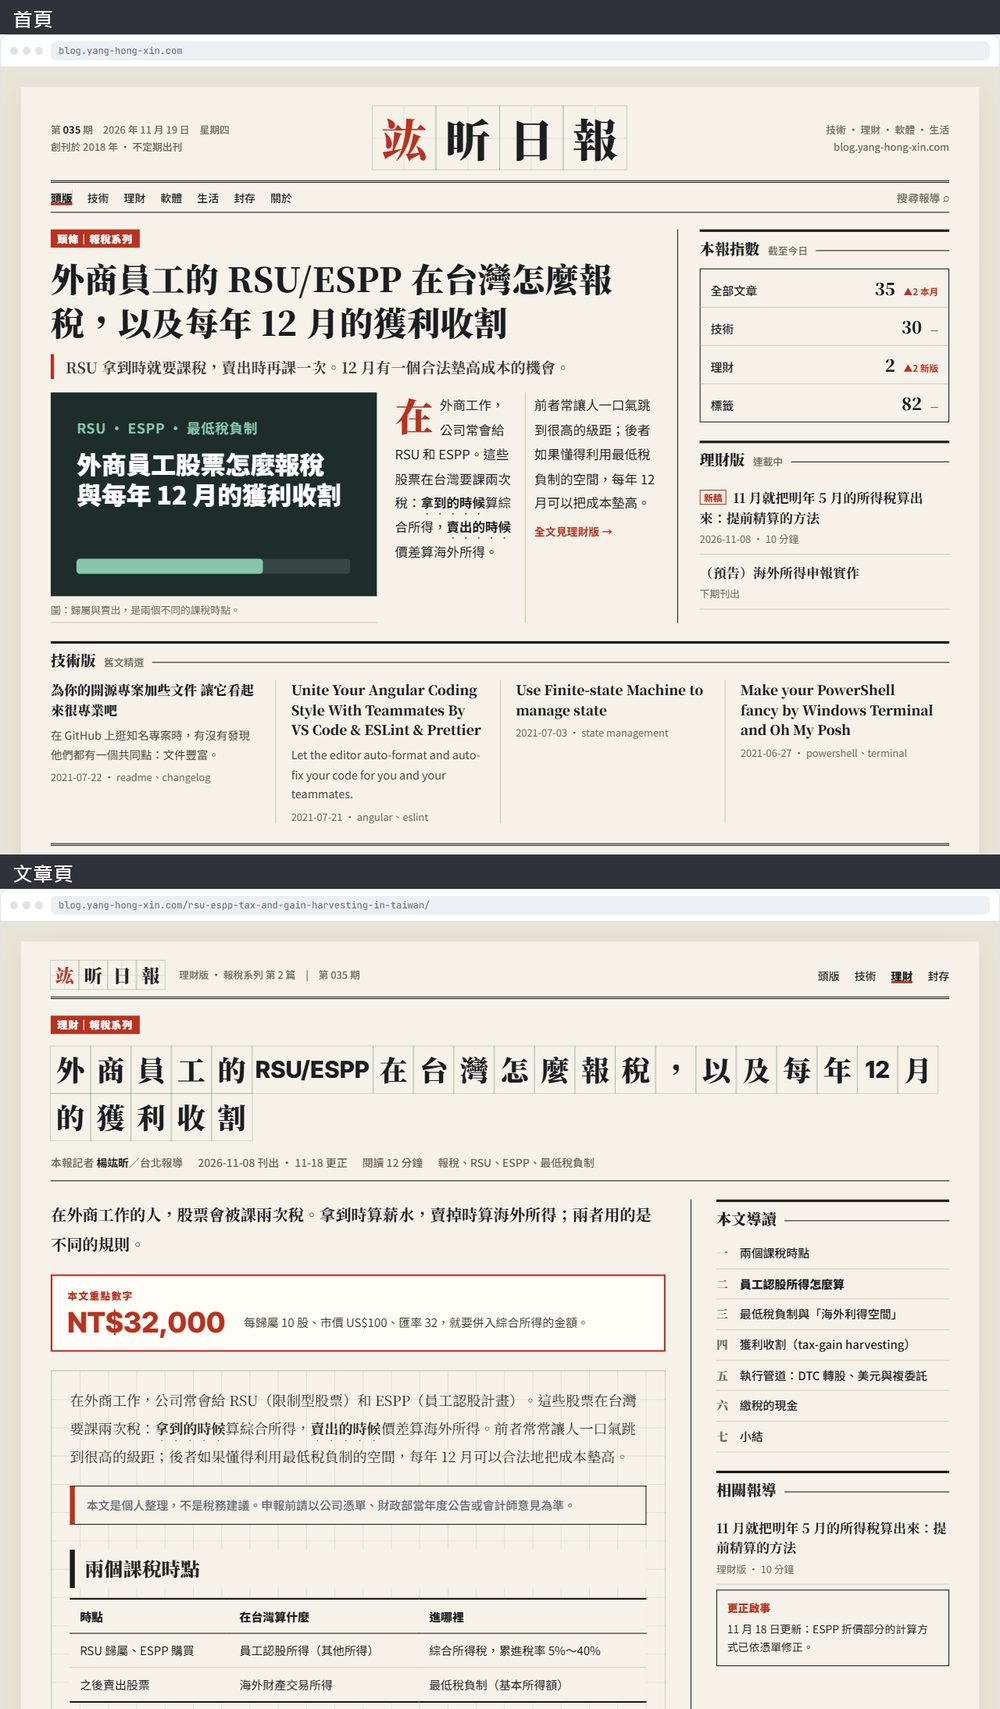 首頁
blog.yang-hong-xin.com
第 035 期 2026 年 11 月 19 日 星期四
創刊於 2018 年 · 不定期出刊
竑昕日報
技術 · 理財 · 軟體 · 生活
blog.yang-hong-xin.com
頭版 技術 理財 軟體 生活 封存 關於
搜尋報導 ⌕
頭條｜報稅系列
外商員工的 RSU/ESPP 在台灣怎麼報
稅，以及每年 12 月的獲利收割
RSU 拿到時就要課稅，賣出時再課一次。12 月有一個合法墊高成本的機會。
RSU · ESPP · 最低稅負制
外商員工股票怎麼報稅
與每年 12 月的獲利收割
圖：歸屬與賣出，是兩個不同的課稅時點。
在外商工作，
公司常會給
RSU 和 ESPP。這些
股票在台灣要課兩次
稅：拿到的時候算綜
合所得，賣出的時候
價差算海外所得。
前者常讓人一口氣跳
到很高的級距；後者
如果懂得利用最低稅
負制的空間，每年 12
月可以把成本墊高。
全文見理財版 →
本報指數 截至今日
全部文章 35 ▲2 本月
技術 30 —
理財 2 ▲2 新版
標籤 82 —
理財版 連載中
新稿 11 月就把明年 5 月的所得稅算出
來：提前精算的方法
2026-11-08 · 10 分鐘
（預告）海外所得申報實作
下期刊出
技術版 舊文精選
為你的開源專案加些文件 讓它看起
來很專業吧
在 GitHub 上逛知名專案時，有沒有發現
他們都有一個共同點：文件豐富。
2021-07-22 · readme、changelog
Unite Your Angular Coding
Style With Teammates By
VS Code & ESLint & Prettier
Let the editor auto-format and auto-
fix your code for you and your
teammates.
2021-07-21 · angular、eslint
Use Finite-state Machine to
manage state
2021-07-03 · state management
Make your PowerShell
fancy by Windows Terminal
and Oh My Posh
2021-06-27 · powershell、terminal
文章頁
blog.yang-hong-xin.com/rsu-espp-tax-and-gain-harvesting-in-taiwan/
竑昕日報 理財版 · 報稅系列 第 2 篇 | 第 035 期
頭版 技術 理財 封存
理財｜報稅系列
外商員工的RSU/ESPP在台灣怎麼報稅，以及每年12月
的獲利收割
本報記者 楊竑昕／台北報導 2026-11-08 刊出 · 11-18 更正 閱讀 12 分鐘 報稅、RSU、ESPP、最低稅負制
在外商工作的人，股票會被課兩次稅。拿到時算薪水，賣掉時算海外所得；兩者用的是
不同的規則。
本文重點數字
NT$32,000 每歸屬 10 股、市價 US$100、匯率 32，就要併入綜合所得的金額。
在外商工作，公司常會給 RSU（限制型股票）和 ESPP（員工認股計畫）。這些股票在台灣
要課兩次稅：拿到的時候算綜合所得，賣出的時候價差算海外所得。前者常常讓人一口氣跳
到很高的級距；後者如果懂得利用最低稅負制的空間，每年 12 月可以合法地把成本墊高。
本文是個人整理，不是稅務建議。申報前請以公司憑單、財政部當年度公告或會計師意見為準。
兩個課稅時點
時點 在台灣算什麼 進哪裡
RSU 歸屬、ESPP 購買 員工認股所得（其他所得） 綜合所得稅，累進稅率 5%～40%
之後賣出股票 海外財產交易所得 最低稅負制（基本所得額）
本文導讀
一 兩個課稅時點
二 員工認股所得怎麼算
三 最低稅負制與「海外利得空間」
四 獲利收割（tax-gain harvesting）
五 執行管道：DTC 轉股、美元與複委託
六 繳稅的現金
七 小結
相關報導
11 月就把明年 5 月的所得稅算出來：提
前精算的方法
理財版 · 10 分鐘
更正啟事
11 月 18 日更新：ESPP 折價部分的計算方
式已依憑單修正。